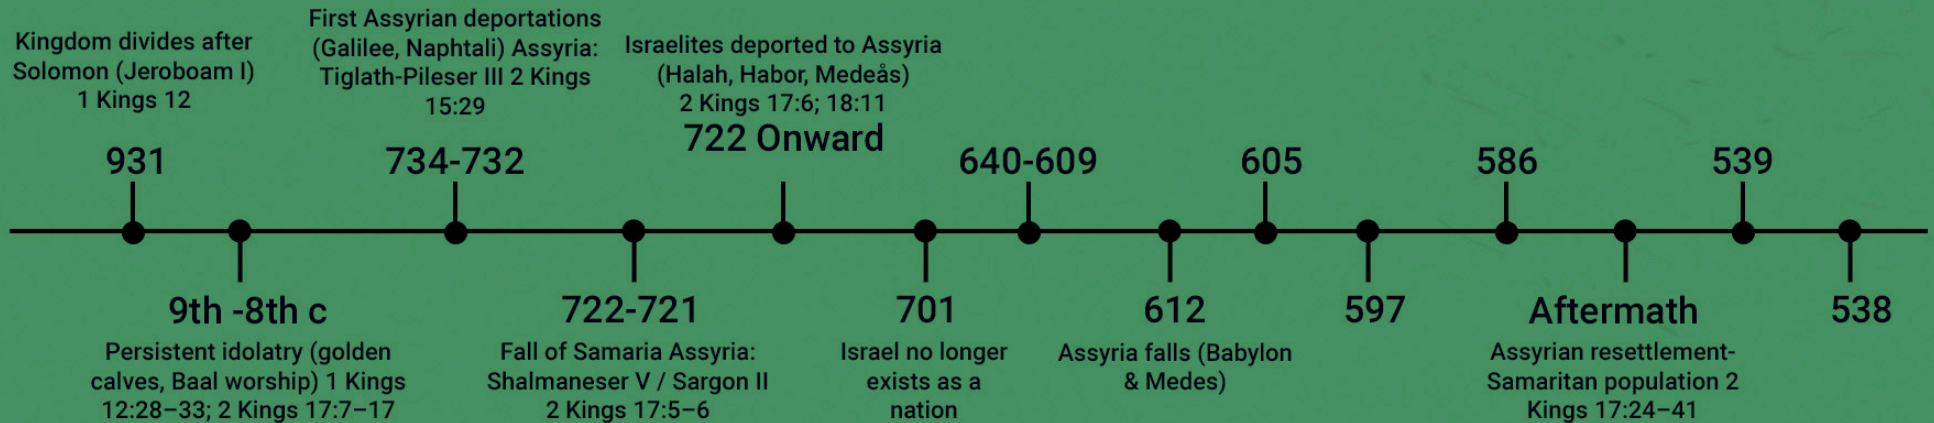 Kingdom divides after
Solomon (Jeroboam I)
1 Kings 12
931
9th -8th c
Persistent idolatry (golden
calves, Baal worship) 1 Kings
12:28–33; 2 Kings 17:7–17
First Assyrian deportations
(Galilee, Naphtali) Assyria:
Tiglath-Pileser III 2 Kings
15:29
734-732
722-721
Fall of Samaria Assyria:
Shalmaneser V / Sargon II
2 Kings 17:5–6
Israelites deported to Assyria
(Halah, Habor, Medeås)
2 Kings 17:6; 18:11
722 Onward
701
Israel no longer
exists as a
nation
640-609
612
Assyria falls (Babylon
& Medes)
605
597
586
Aftermath
Assyrian resettlement-
Samaritan population 2
Kings 17:24–41
539
538